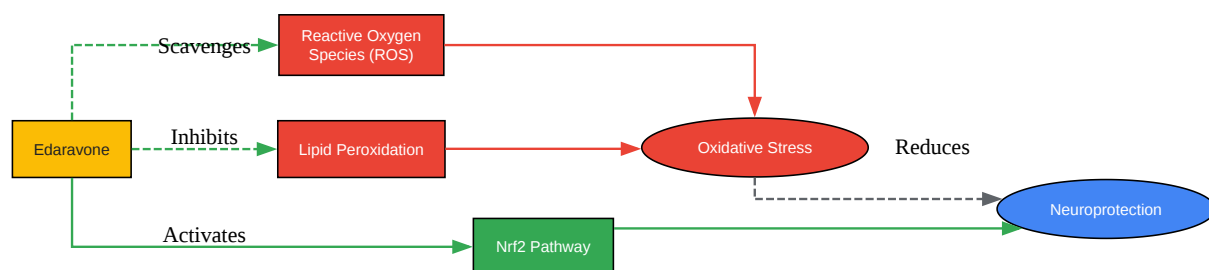 Scavenges
Reactive Oxygen
Species (ROS)
Edaravone
Inhibits
Lipid Peroxidation
Oxidative Stress
Reduces
Activates
Nrf2 Pathway
Neuroprotection